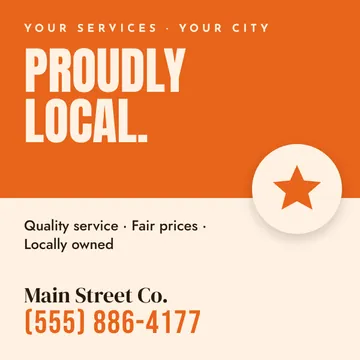 YOUR SERVICES · YOUR CITY
PROUDLY
LOCAL.
Quality service · Fair prices ·
Locally owned
Main Street Co.
(555) 886-4177